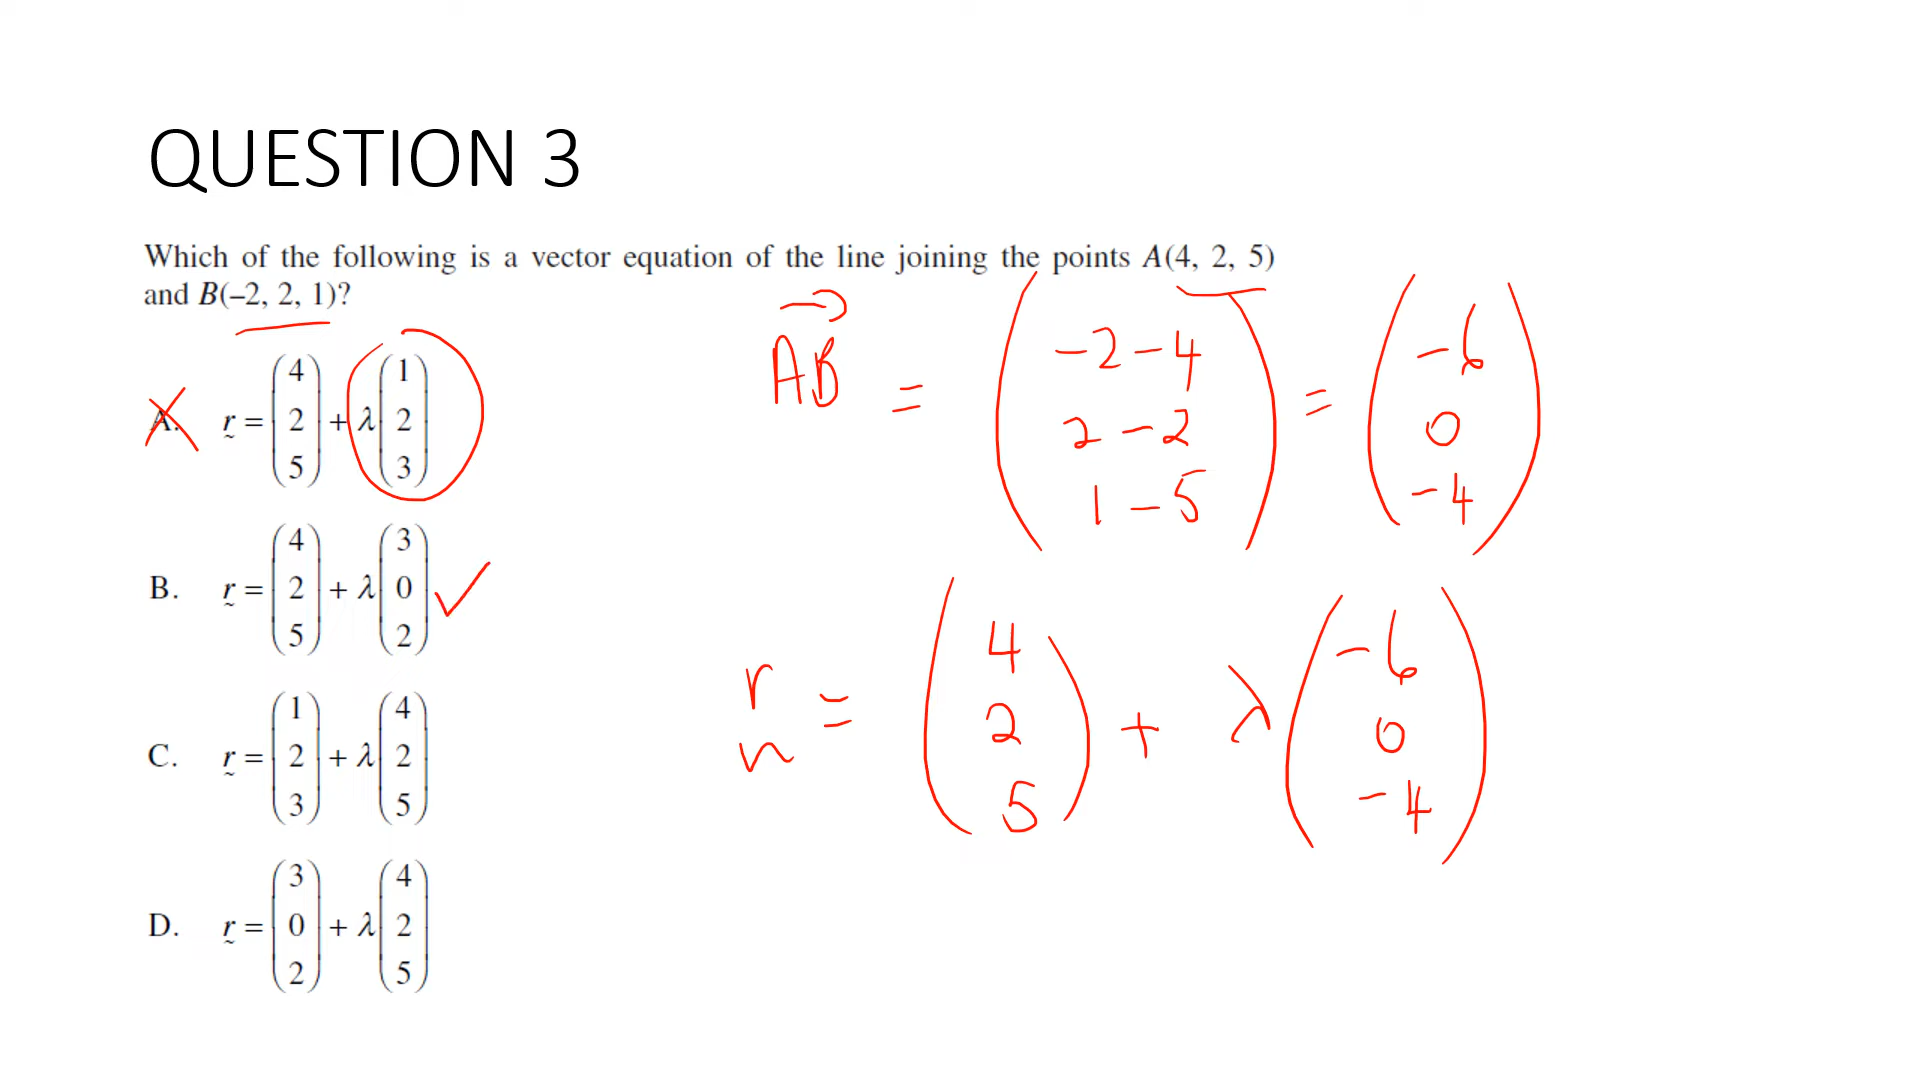 QUESTION 3
Which of the following is a vector equation of the line joining the points A(4, 2, 5)
and B(–2, 2, 1)?
A. r = (4 2 5) + λ (1 2 3)
B. r = (4 2 5) + λ (3 0 2) ✓
C. r = (1 2 3) + λ (4 2 5)
D. r = (3 0 2) + λ (4 2 5)
AB = (-2-4 2-2 1-5) = (-6 0 -4)
r = (4 2 5) + λ (-6 0 -4)